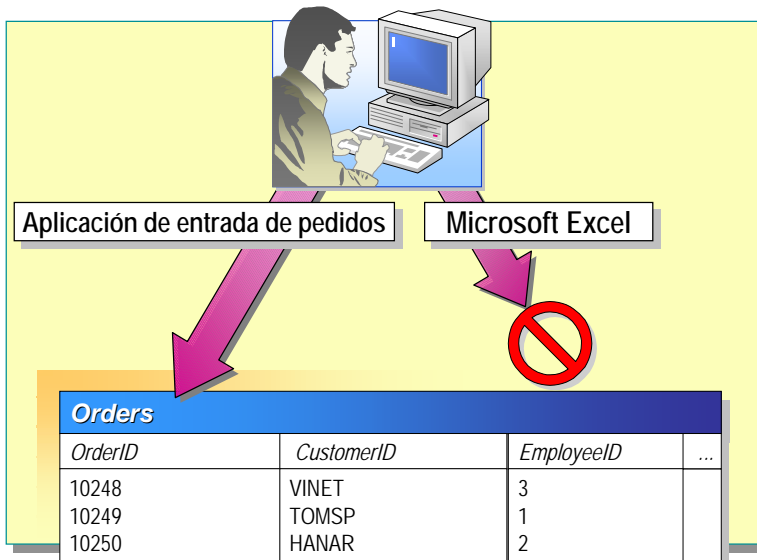 Aplicación de entrada de pedidos
Microsoft Excel
Orders
OrderID CustomerID EmployeeID ...
10248 VINET 3
10249 TOMSP 1
10250 HANAR 2